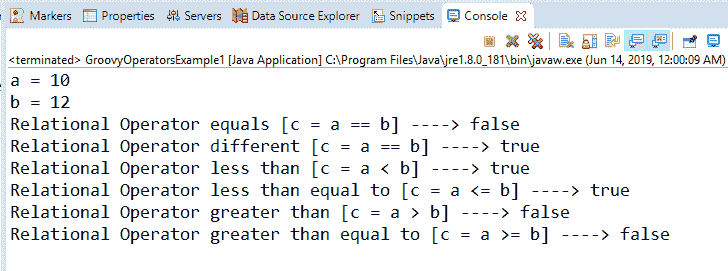 Markers Properties Servers Data Source Explorer Snippets Console
<terminated> GroovyOperatorsExample1 [Java Application] C:\Program Files\Java\jre1.8.0_181\bin\javaw.exe (Jun 14, 2019, 12:00:09 AM)
a = 10
b = 12
Relational Operator equals [c = a == b] ----> false
Relational Operator different [c = a == b] ----> true
Relational Operator less than [c = a < b] ----> true
Relational Operator less than equal to [c = a <= b] ----> true
Relational Operator greater than [c = a > b] ----> false
Relational Operator greater than equal to [c = a >= b] ----> false